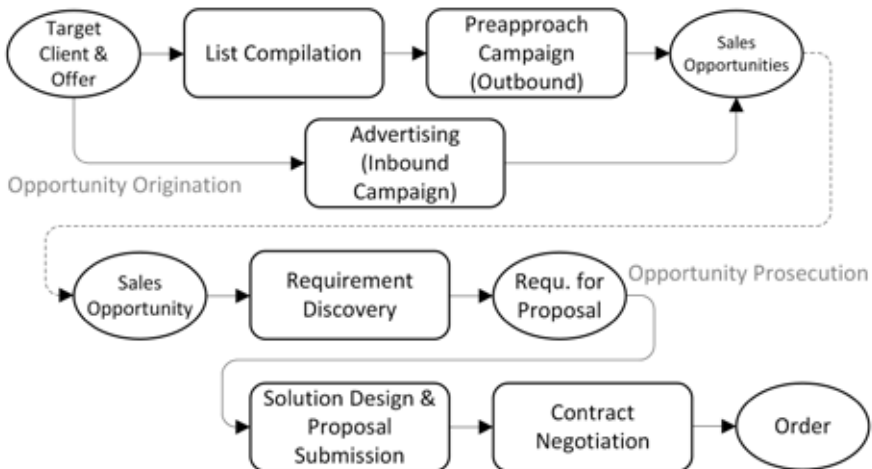 Target
Client &
Offer
List Compilation
Preapproach
Campaign
(Outbound)
Sales
Opportunities
Advertising
(Inbound
Campaign)
Opportunity Origination
Sales
Opportunity
Requirement
Discovery
Requ. for
Proposal
Opportunity Prosecution
Solution Design &
Proposal
Submission
Contract
Negotiation
Order